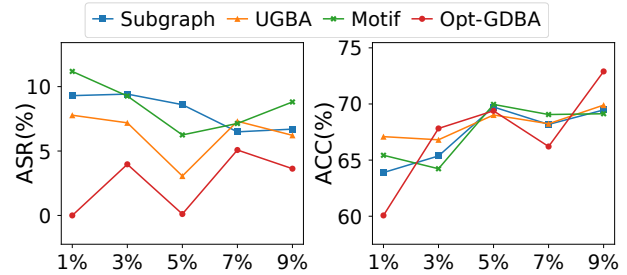 Subgraph UGBA Motif Opt-GDBA
ASR(%)
10
5
0
1% 3% 5% 7% 9%
ACC(%)
75
70
65
60
1% 3% 5% 7% 9%